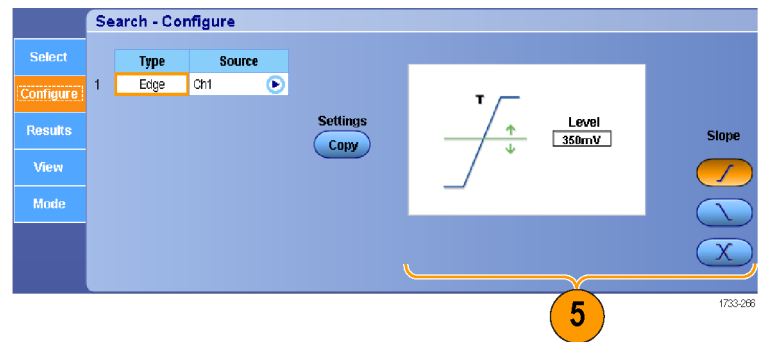 Search - Configure
Select
Configure
Results
View
Mode
Type Source
1 Edge Ch1
Settings
Copy
T
Level
350mV
Slope
5
1733-266